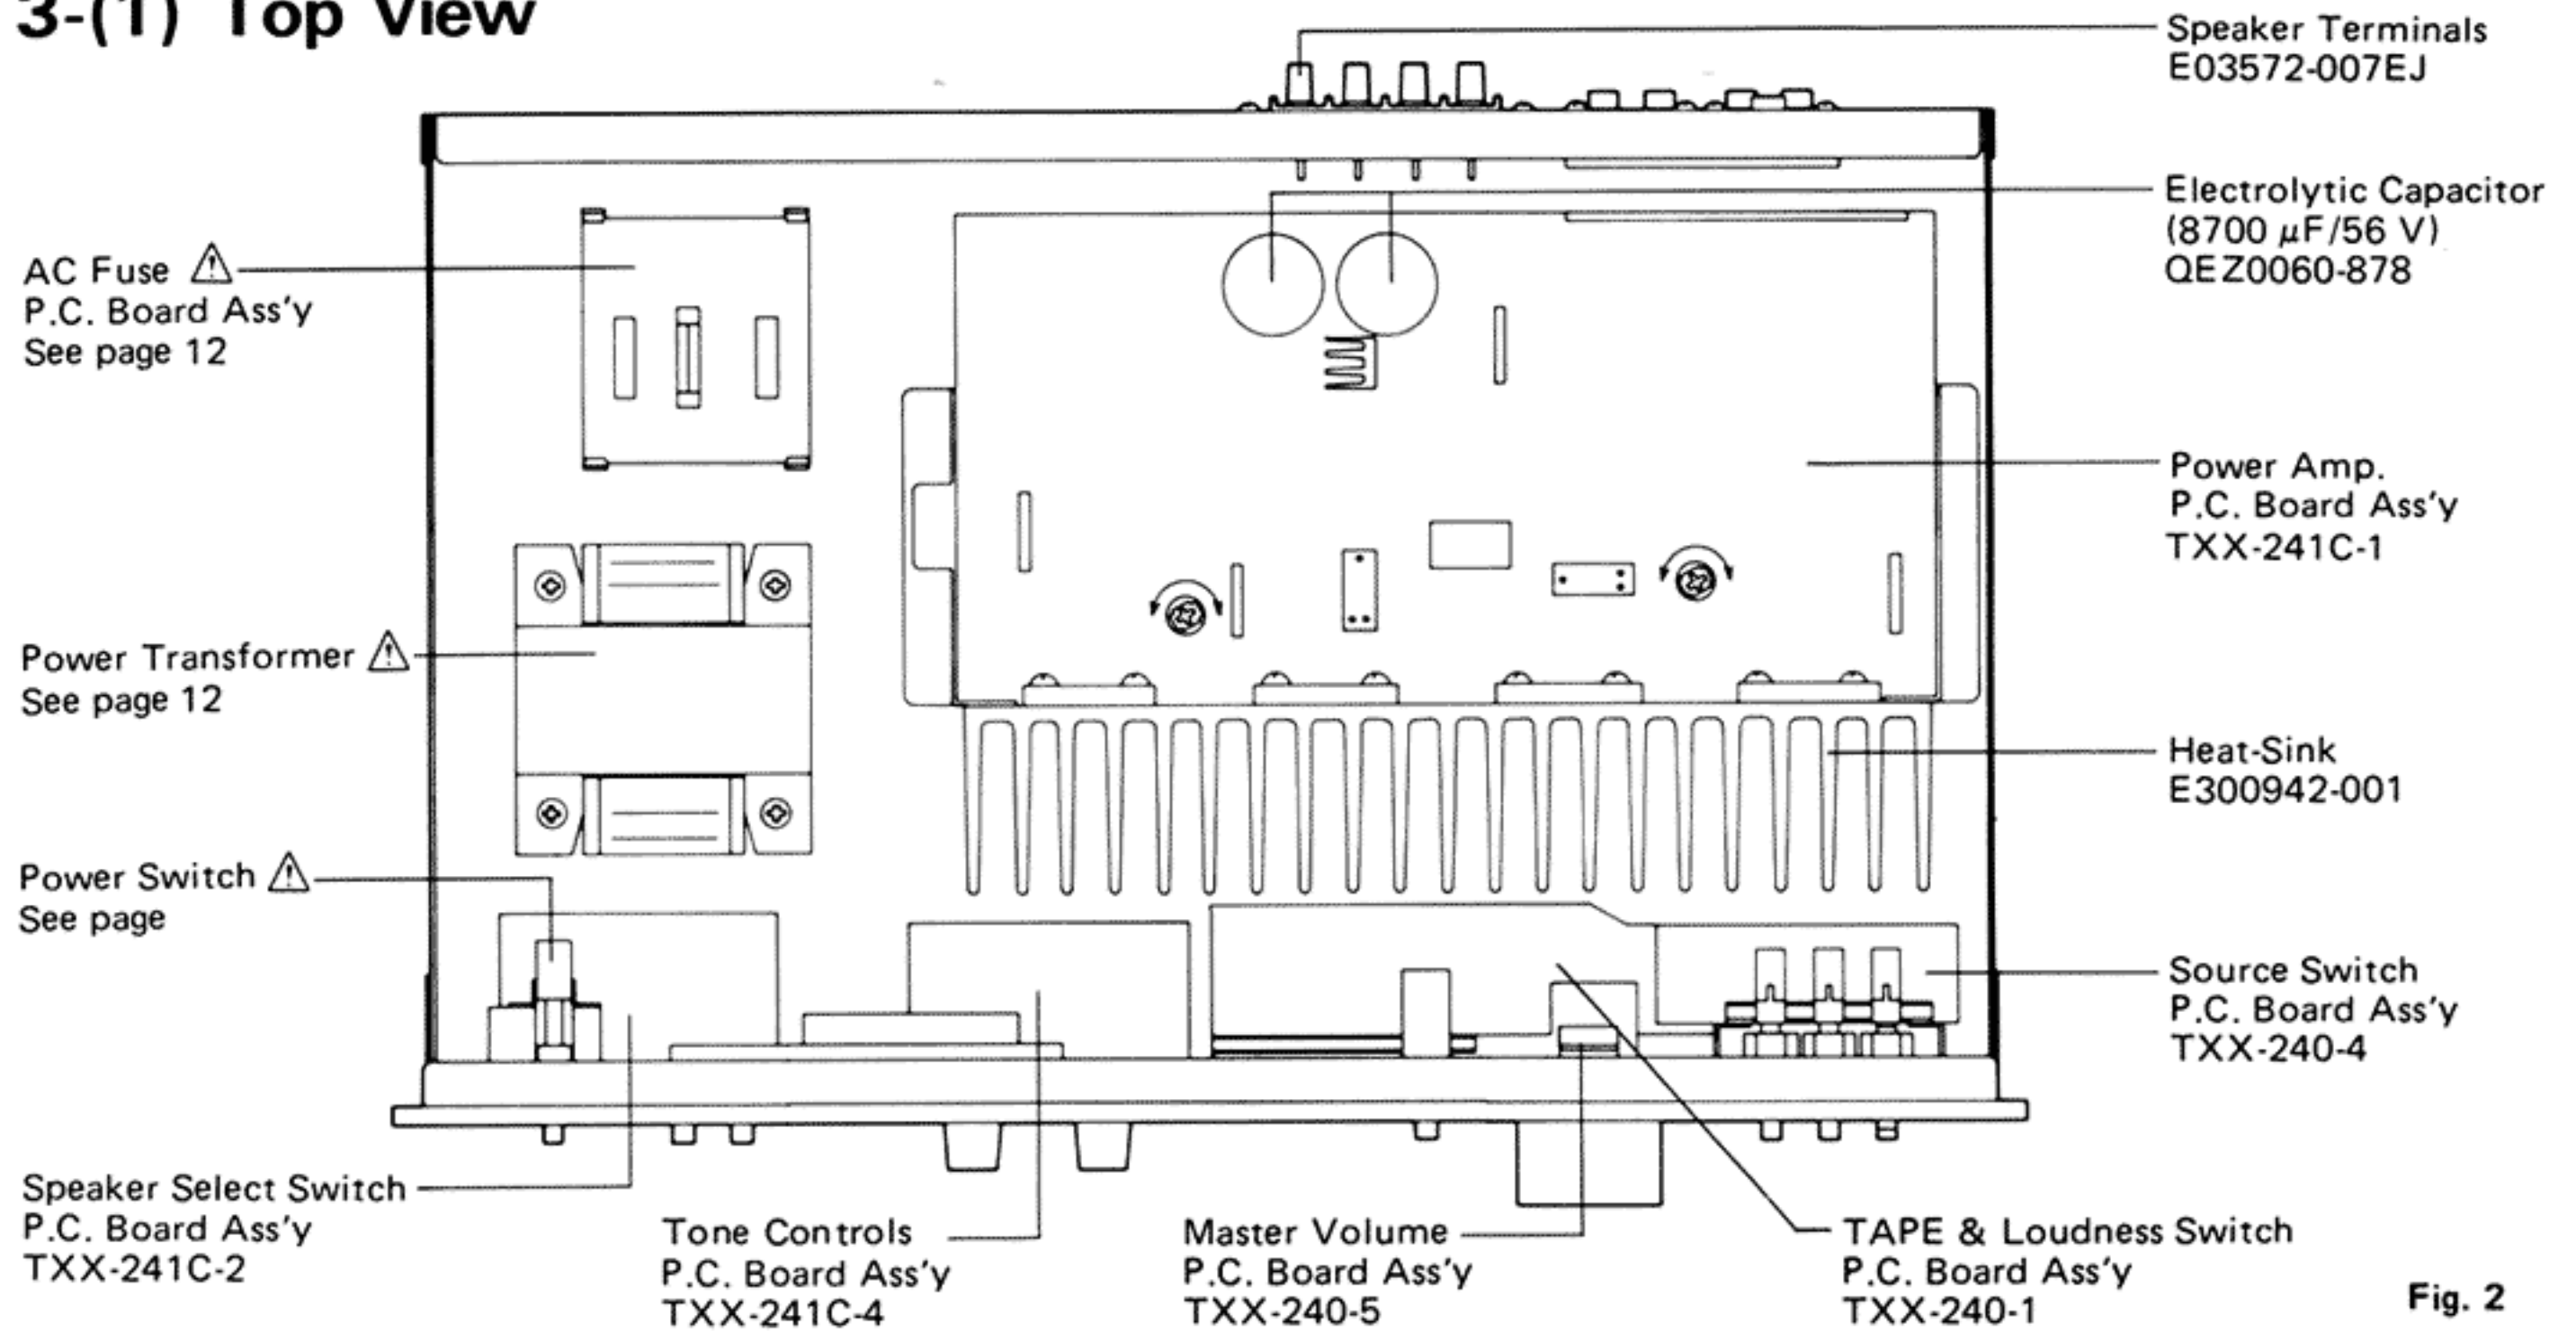 3-(1) Top View
Speaker Terminals
E03572-007EJ
Electrolytic Capacitor
(8700 μF/56 V)
QEZ0060-878
AC Fuse ⚠
P.C. Board Ass'y
See page 12
Power Amp.
P.C. Board Ass'y
TXX-241C-1
Power Transformer ⚠
See page 12
Heat-Sink
E300942-001
Power Switch ⚠
See page
Source Switch
P.C. Board Ass'y
TXX-240-4
Speaker Select Switch
P.C. Board Ass'y
TXX-241C-2
Tone Controls
P.C. Board Ass'y
TXX-241C-4
Master Volume
P.C. Board Ass'y
TXX-240-5
TAPE & Loudness Switch
P.C. Board Ass'y
TXX-240-1
Fig. 2